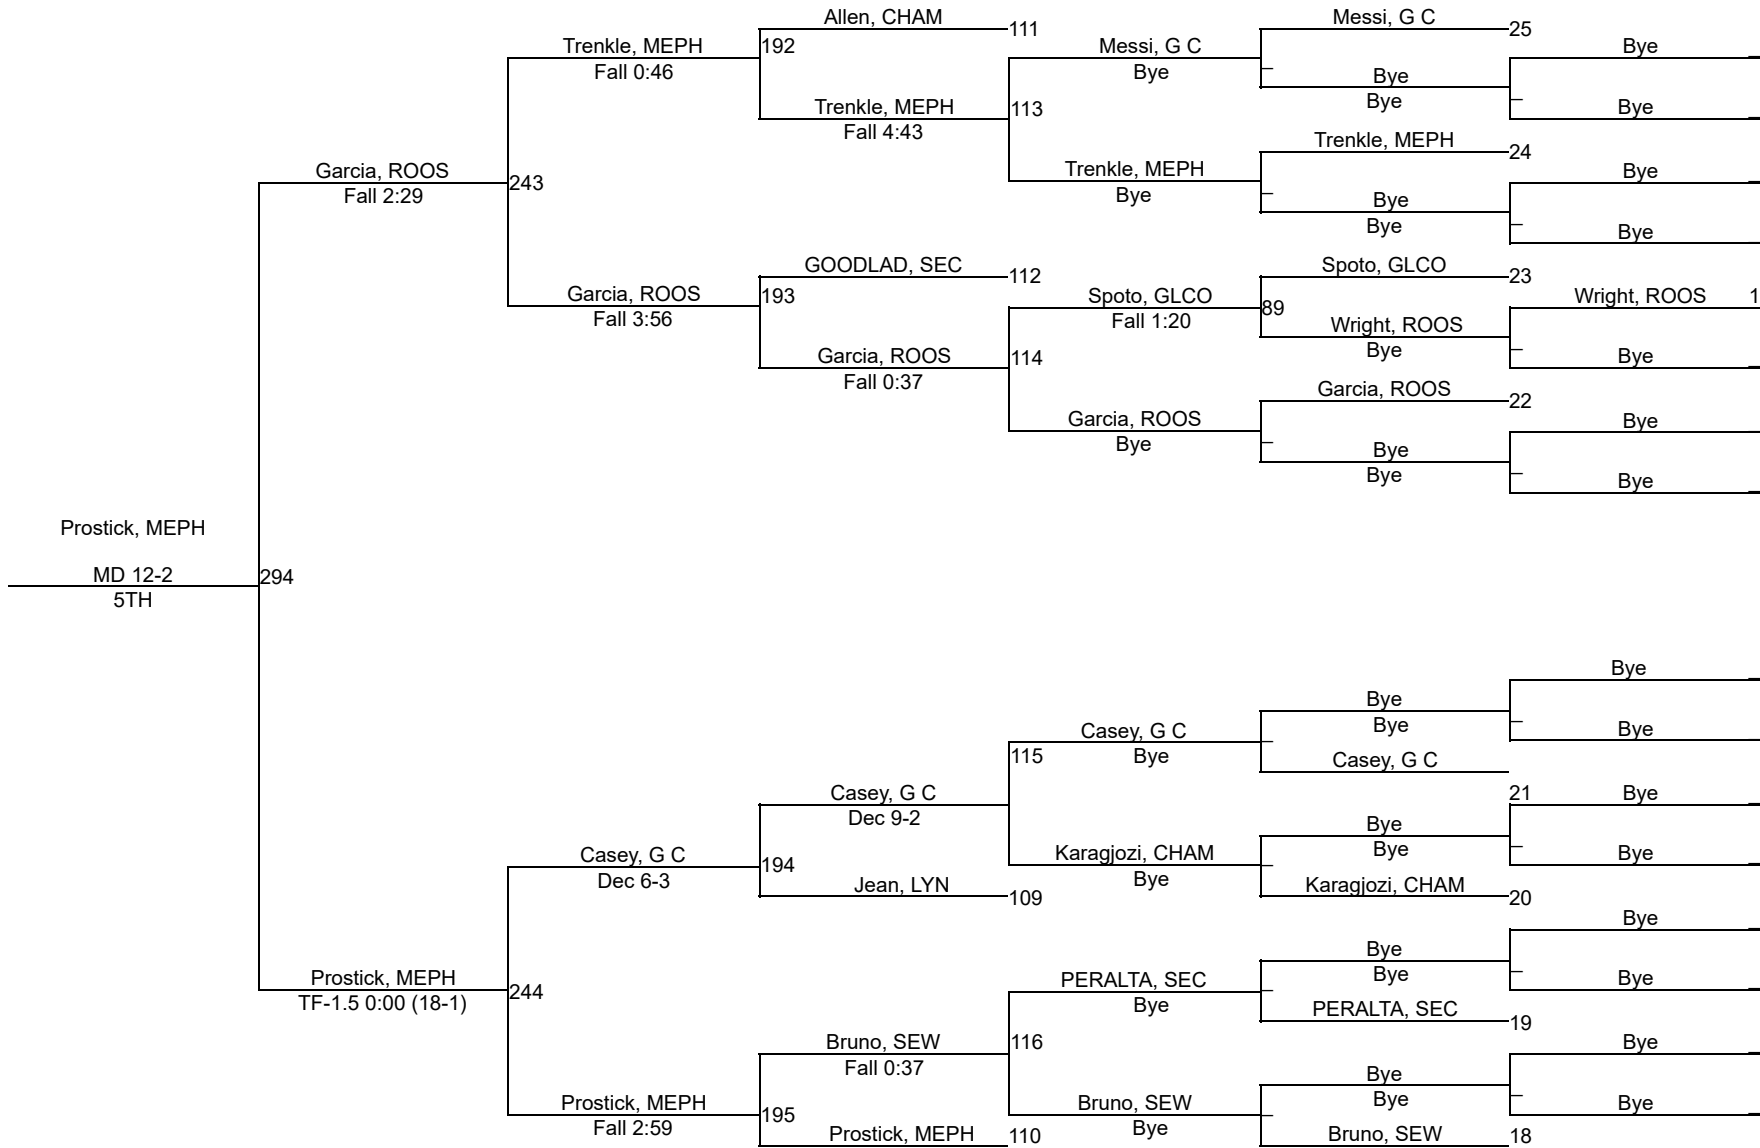 Allen, CHAM
111
Messi, G C
25
Trenkle, MEPH
Fall 0:46
192
Messi, G C
Bye
Bye
Bye
Bye
Trenkle, MEPH
Fall 4:43
113
Bye
Trenkle, MEPH
24
Garcia, ROOS
Fall 2:29
243
Trenkle, MEPH
Bye
Bye
Bye
Bye
Bye
GOODLAD, SEC
112
Spoto, GLCO
23
Garcia, ROOS
Fall 3:56
193
Spoto, GLCO
Fall 1:20
89
Wright, ROOS
1
Wright, ROOS
Bye
Garcia, ROOS
Fall 0:37
114
Bye
Garcia, ROOS
22
Garcia, ROOS
Bye
Bye
Bye
Bye
Bye
Prostick, MEPH
MD 12-2
5TH
294
Bye
Bye
Bye
Bye
Casey, G C
Bye
115
Casey, G C
Casey, G C
Dec 9-2
21
Bye
Bye
Bye
Bye
Casey, G C
Dec 6-3
194
Karagjozi, CHAM
Bye
Jean, LYN
109
Karagjozi, CHAM
20
Bye
Bye
Bye
Bye
Prostick, MEPH
TF-1.5 0:00 (18-1)
244
PERALTA, SEC
Bye
PERALTA, SEC
19
Bruno, SEW
Fall 0:37
116
Bye
Bye
Bye
Bye
Prostick, MEPH
Fall 2:59
195
Bruno, SEW
Bye
Prostick, MEPH
110
Bruno, SEW
18